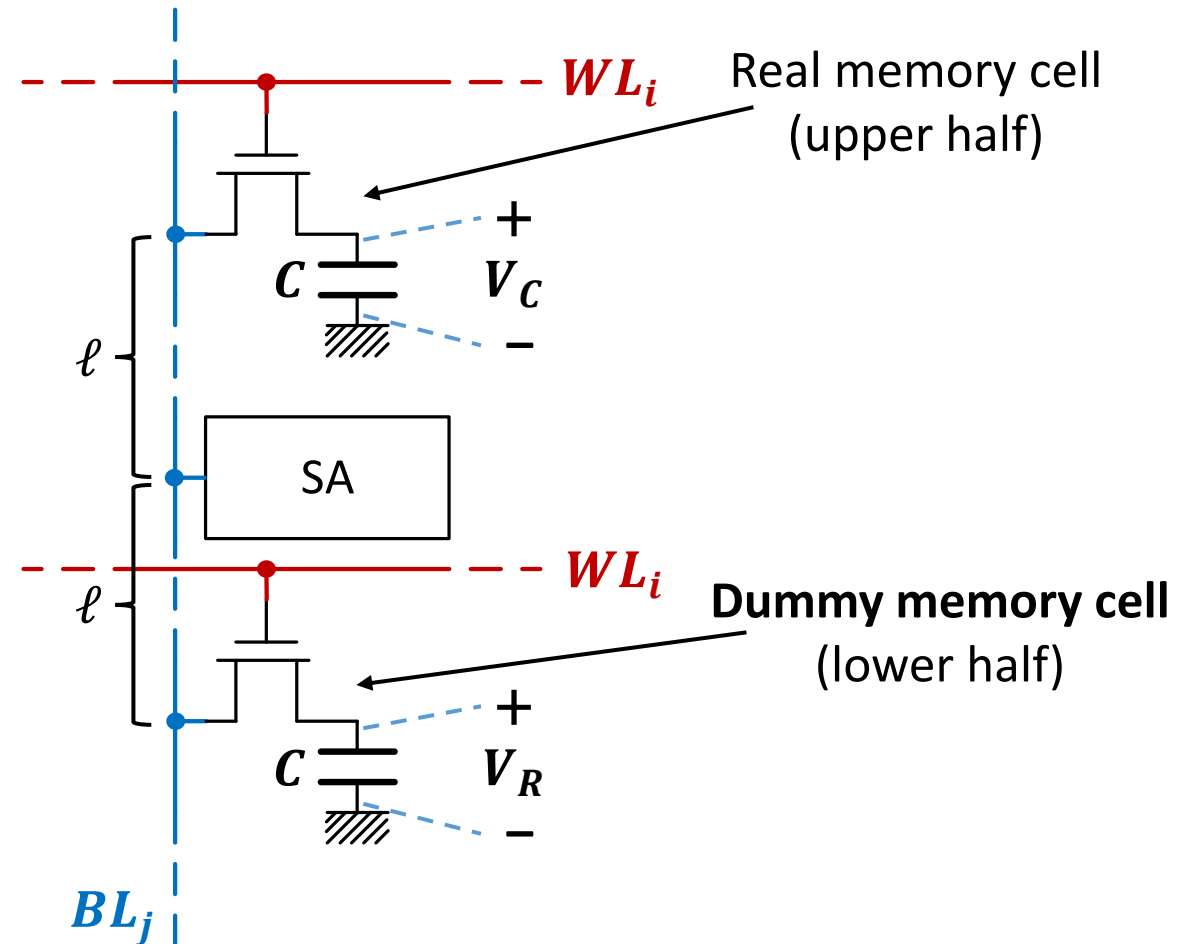 WLi
Real memory cell
(upper half)
+
C
VC
−
ℓ
SA
WLi
ℓ
Dummy memory cell
(lower half)
+
C
VR
−
BLj